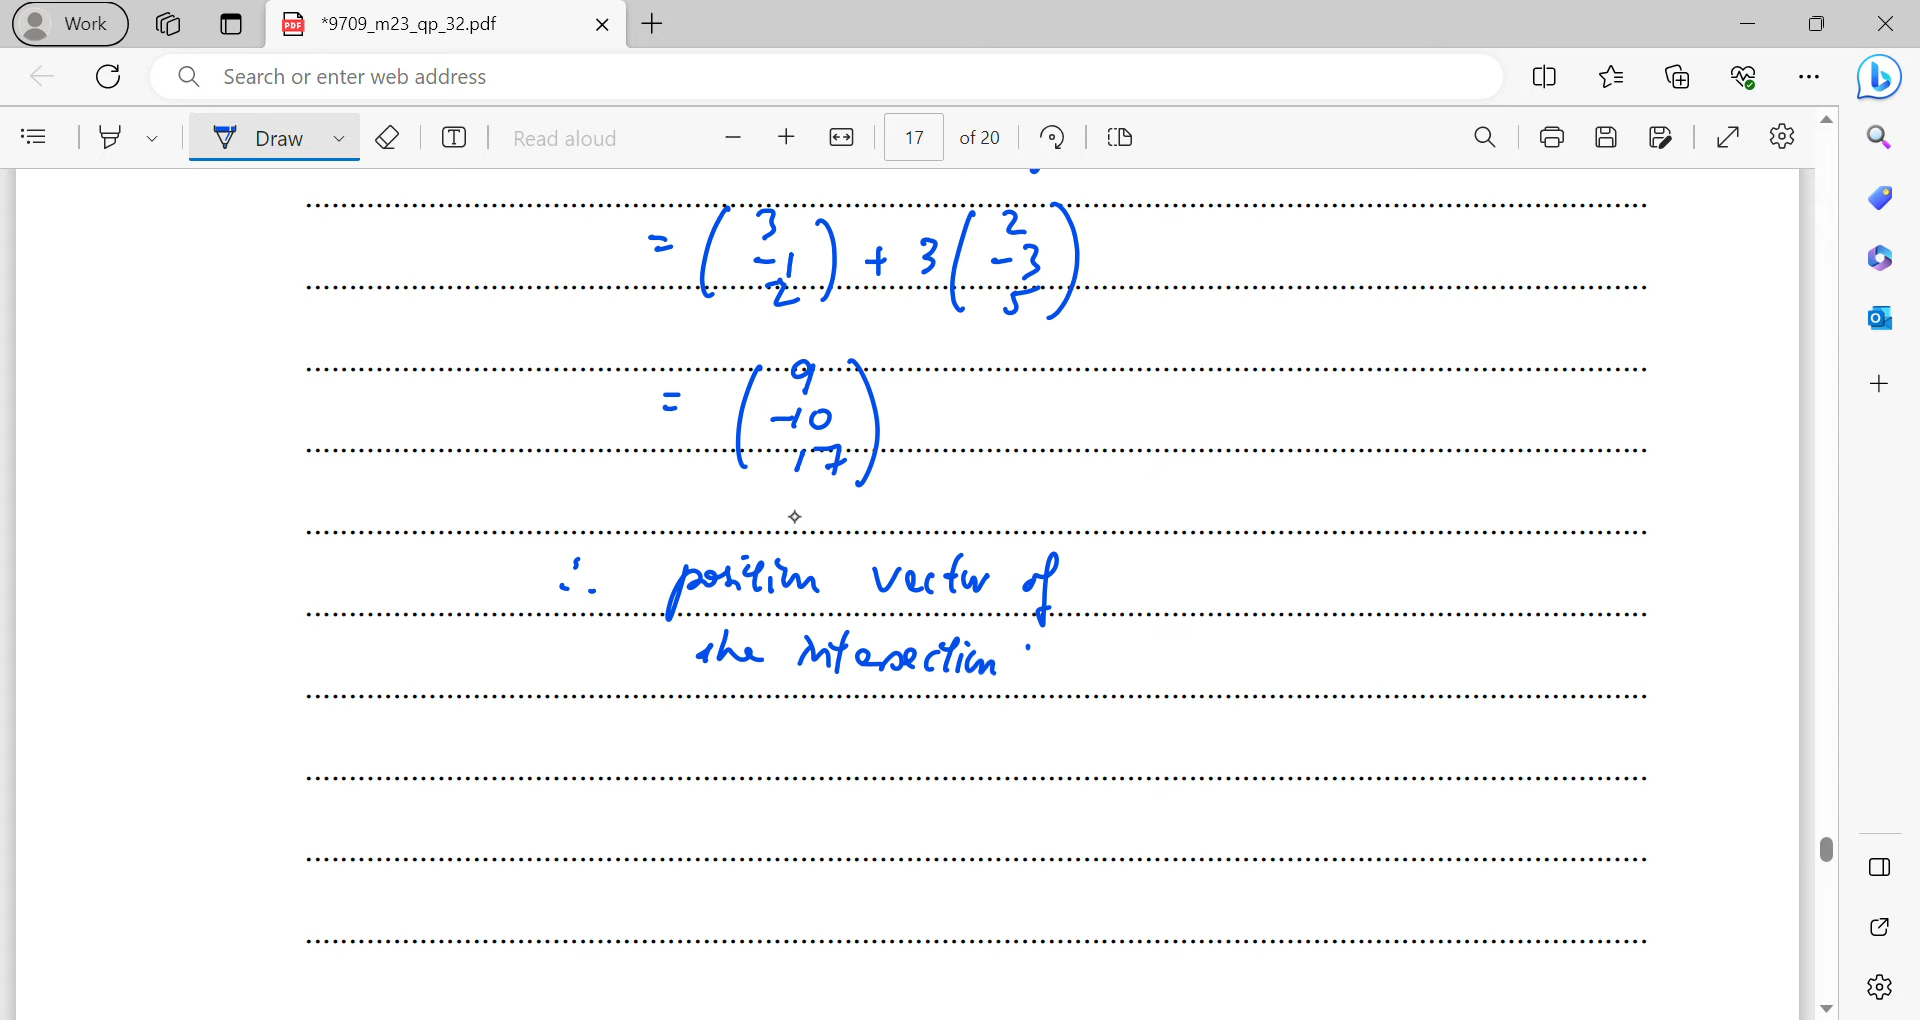 Work
*9709_m23_qp_32.pdf
Search or enter web address
Draw
Read aloud
17 of 20
= ( 3 -1 2 ) + 3 ( 2 -3 5 )
= ( 9 -10 17 )
∴ position vector of
the intersection .